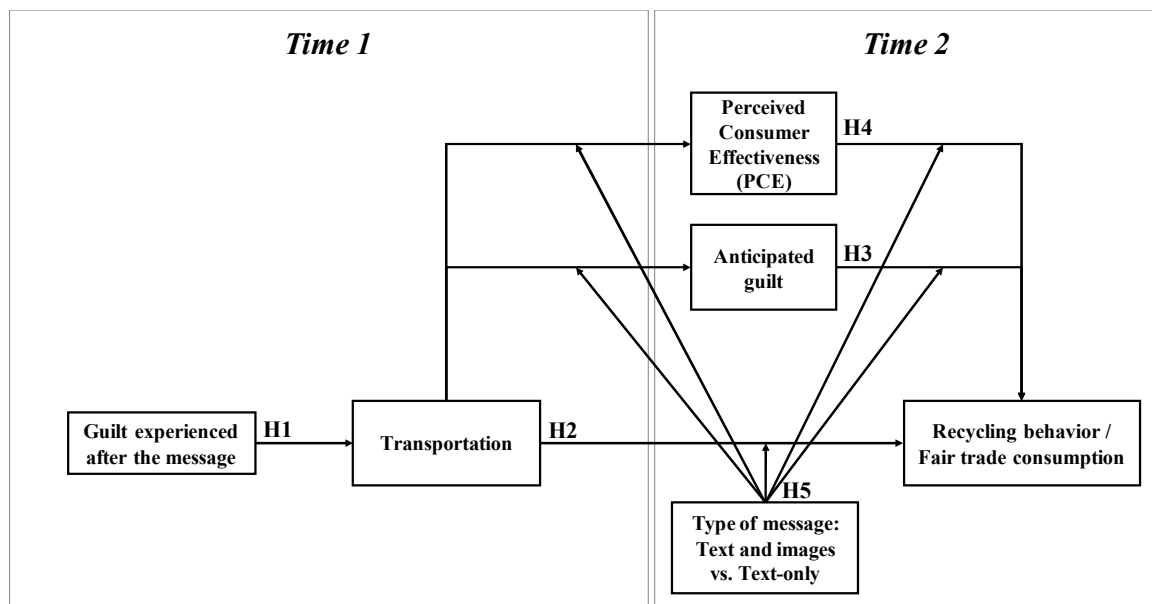 Time 1
Time 2
Perceived
Consumer
Effectiveness
(PCE)
H4
Anticipated
guilt
H3
Guilt experienced
after the message
H1
Transportation
H2
Recycling behavior /
Fair trade consumption
H5
Type of message:
Text and images
vs. Text-only